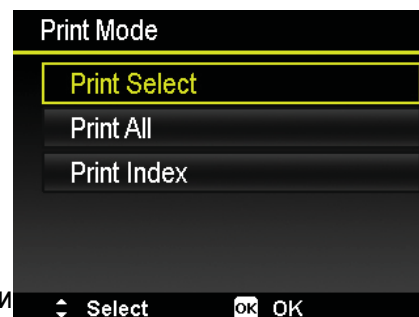 Print Mode
Print Select
Print All
Print Index
и
Select OK OK